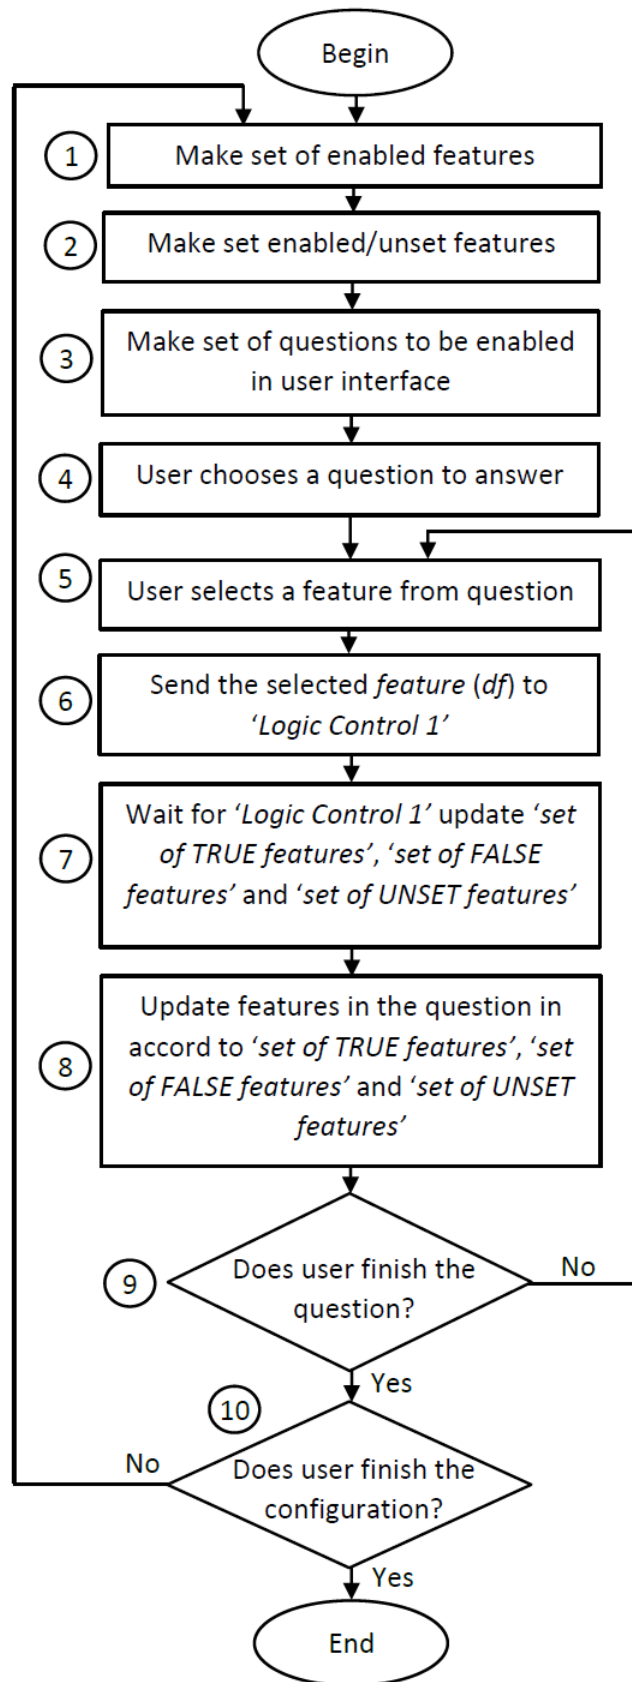 Begin
1
Make set of enabled features
2
Make set enabled/unset features
3
Make set of questions to be enabled
in user interface
4
User chooses a question to answer
5
User selects a feature from question
6
Send the selected feature (df) to
‘Logic Control 1’
7
Wait for ‘Logic Control 1’ update ‘set
of TRUE features’, ‘set of FALSE
features’ and ‘set of UNSET features’
8
Update features in the question in
accord to ‘set of TRUE features’, ‘set
of FALSE features’ and ‘set of UNSET
features’
9
Does user finish the
question?
No
Yes
10
Does user finish the
configuration?
No
Yes
End